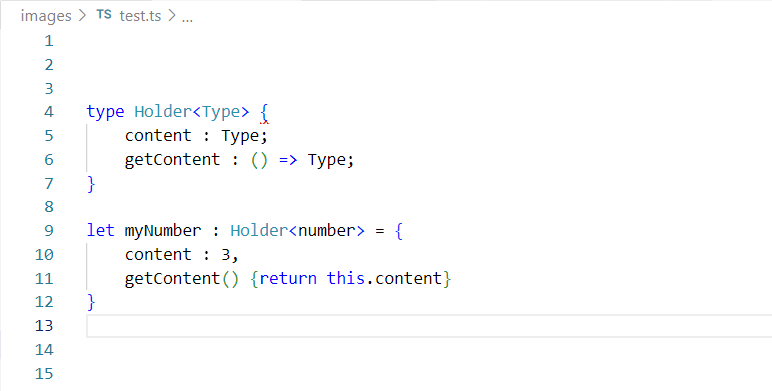 images > TS test.ts > ...
1
2
3
4 type Holder<Type> {
5 content : Type;
6 getContent : () => Type;
7 }
8
9 let myNumber : Holder<number> = {
10 content : 3,
11 getContent() {return this.content}
12 }
13
14
15